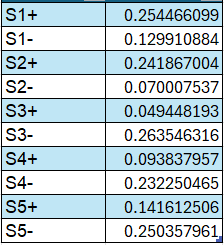 S1+ 0.254466099
S1- 0.129910884
S2+ 0.241867004
S2- 0.070007537
S3+ 0.049448193
S3- 0.263546316
S4+ 0.093837957
S4- 0.232250465
S5+ 0.141612506
S5- 0.250357961